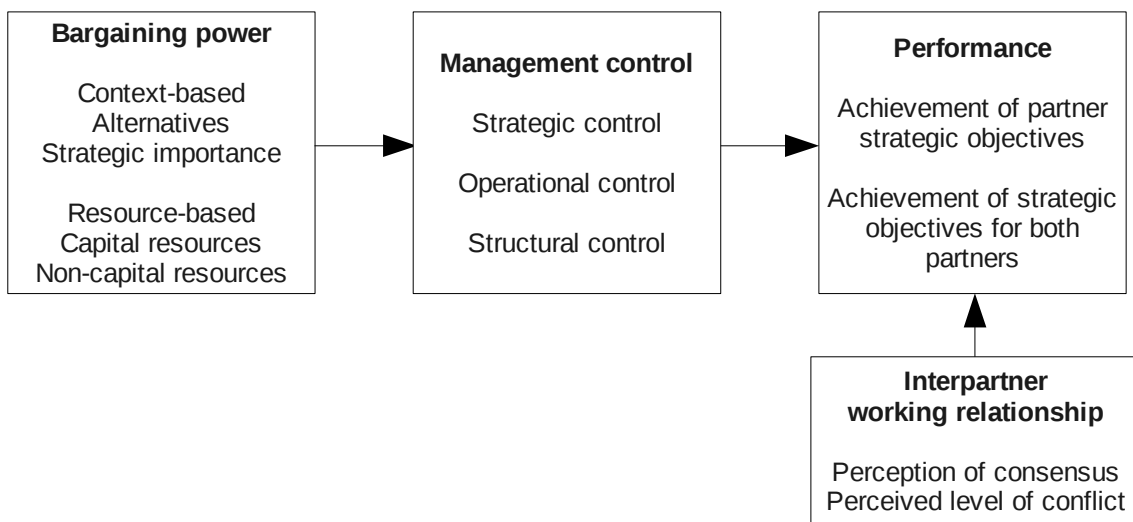 Bargaining power
Context-based
Alternatives
Strategic importance
Resource-based
Capital resources
Non-capital resources
Management control
Strategic control
Operational control
Structural control
Performance
Achievement of partner
strategic objectives
Achievement of strategic
objectives for both
partners
Interpartner
working relationship
Perception of consensus
Perceived level of conflict